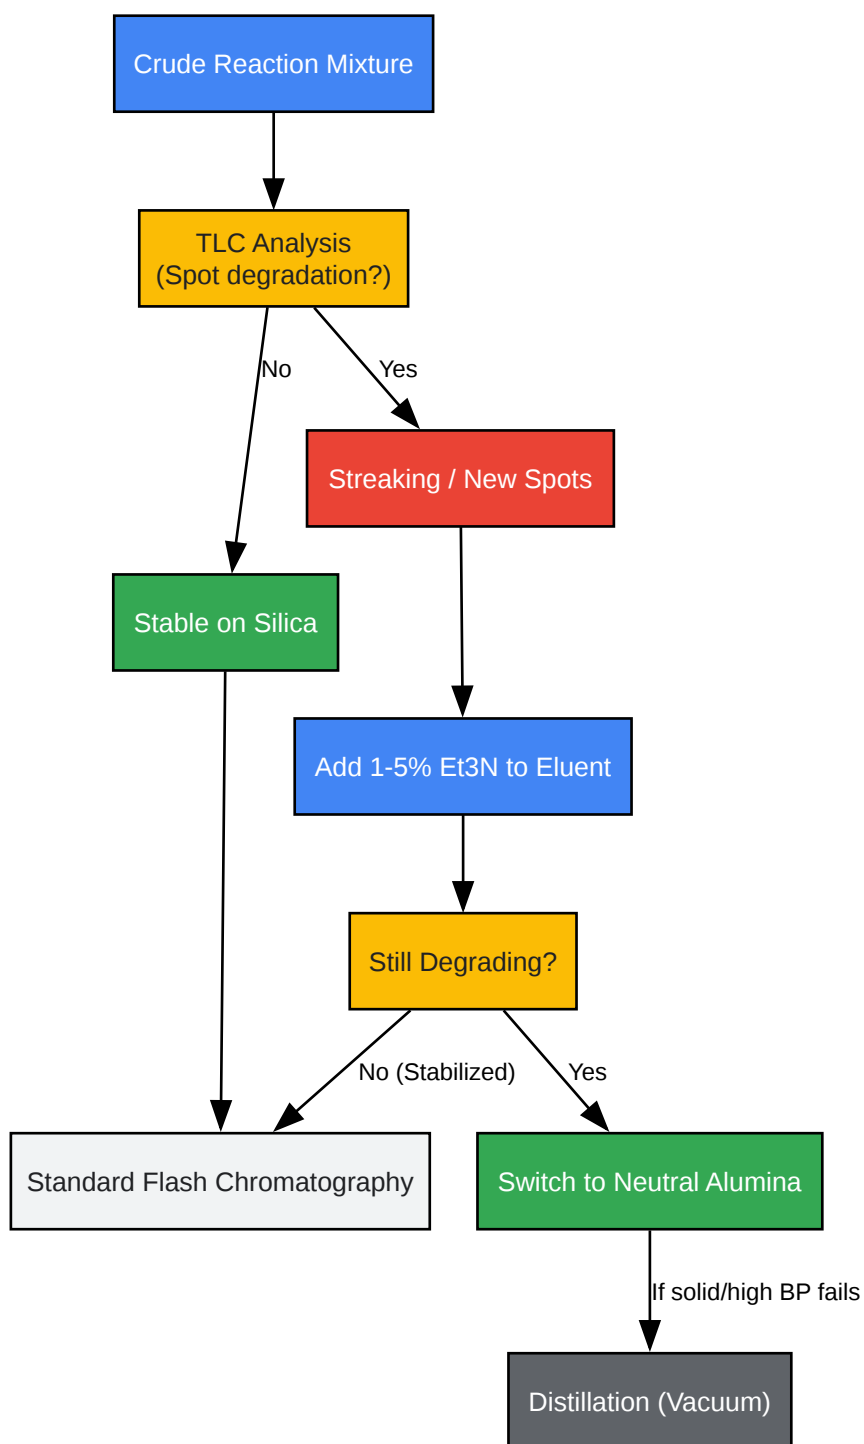 Crude Reaction Mixture
TLC Analysis
(Spot degradation?)
No
Yes
Streaking / New Spots
Stable on Silica
Add 1-5% Et3N to Eluent
Still Degrading?
No (Stabilized)
Yes
Standard Flash Chromatography
Switch to Neutral Alumina
If solid/high BP fails
Distillation (Vacuum)